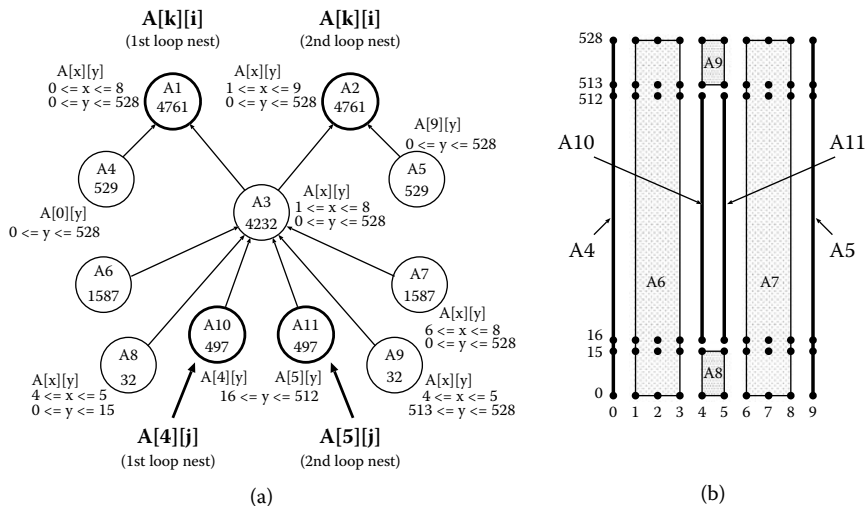 A[k][i]
(1st loop nest)
A[k][i]
(2nd loop nest)
A[x][y]
0 <= x <= 8
0 <= y <= 528
A1
4761
A[x][y]
1 <= x <= 9
0 <= y <= 528
A2
4761
A4
529
A[0][y]
0 <= y <= 528
A[9][y]
0 <= y <= 528
A5
529
A3
4232
A[x][y]
1 <= x <= 8
0 <= y <= 528
A6
1587
A7
1587
A[x][y]
6 <= x <= 8
0 <= y <= 528
A8
32
A[x][y]
4 <= x <= 5
0 <= y <= 15
A10
497
A[4][y]
A11
497
A[5][y]
16 <= y <= 512
A9
32
A[x][y]
4 <= x <= 5
513 <= y <= 528
A[4][j]
(1st loop nest)
A[5][j]
(2nd loop nest)
(a)
528
513
512
16
15
0
A9
A10
A11
A4
A5
A6
A7
A8
0 1 2 3 4 5 6 7 8 9
(b)